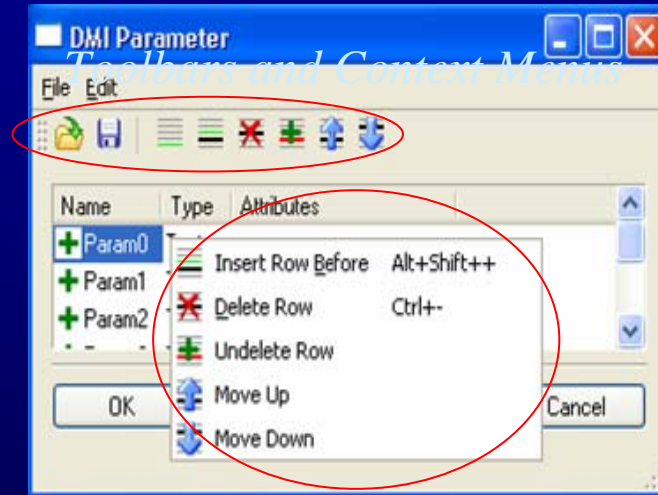 DMI Parameter
Toolbars and Context Menus
File Edit
Name Type Attributes
Param0
Param1
Param2
Insert Row Before Alt+Shift++
Delete Row Ctrl+-
Undelete Row
Move Up
Move Down
OK Cancel